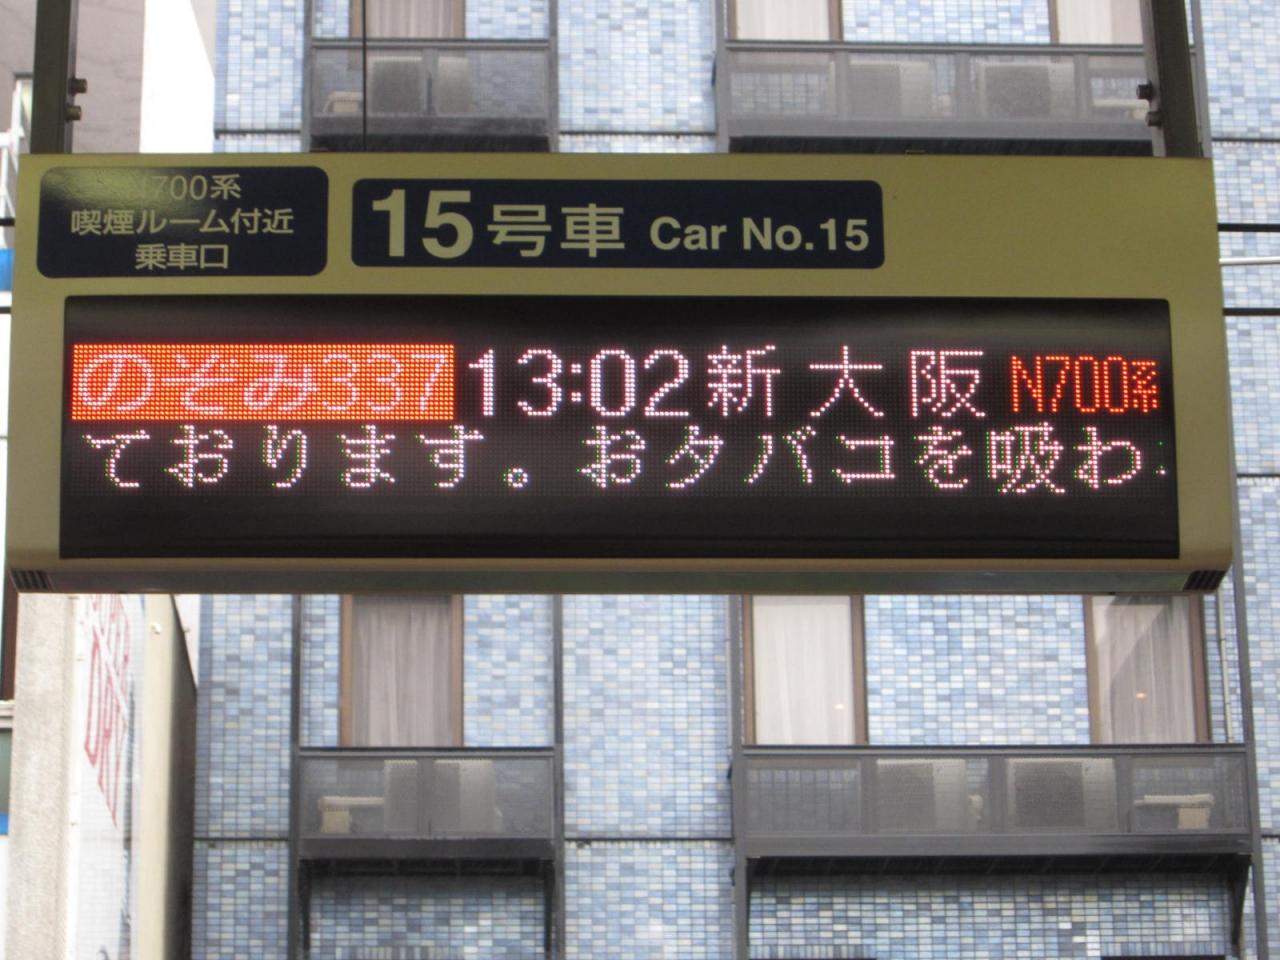 N700系
喫煙ルーム付近
乗車口
15号車 Car No.15
のぞみ337 13:02 新大阪 N700系
ております。おタバコを吸わ
DRY